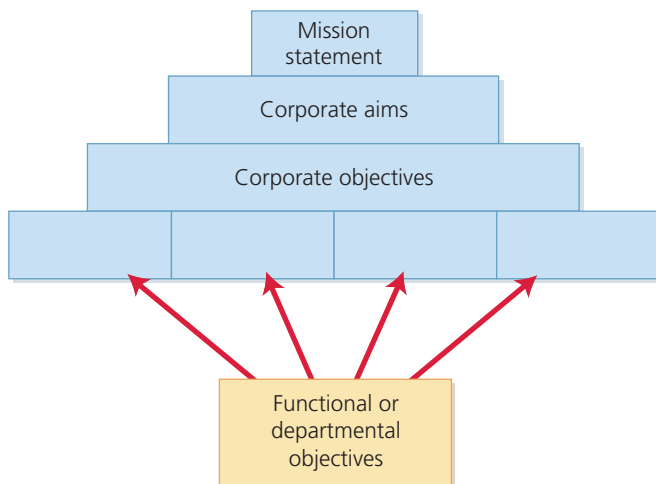 Mission
statement
Corporate aims
Corporate objectives
Functional or
departmental
objectives